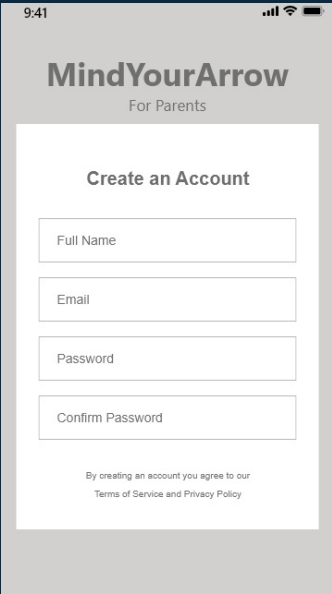 9:41
MindYourArrow
For Parents
Create an Account
Full Name
Email
Password
Confirm Password
By creating an account you agree to our
Terms of Service and Privacy Policy